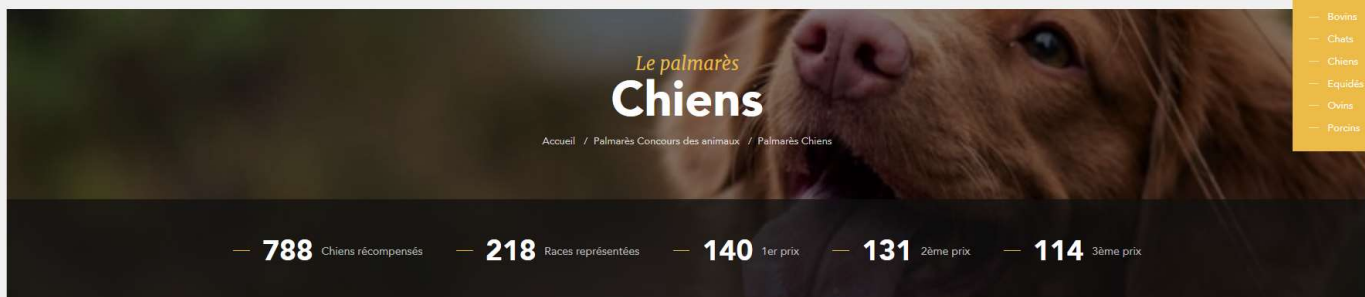 Le palmarès
Chiens
Accueil / Palmarès Concours des animaux / Palmarès Chiens
— Bovins
— Chats
— Chiens
— Equidés
— Ovins
— Porcins
— 788 Chiens récompensés — 218 Races représentées — 140 1er prix — 131 2ème prix — 114 3ème prix